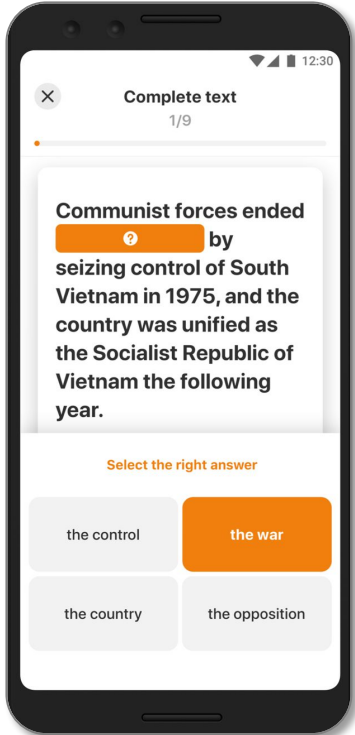 12:30
Complete text
1/9
Communist forces ended
? by
seizing control of South
Vietnam in 1975, and the
country was unified as
the Socialist Republic of
Vietnam the following
year.
Select the right answer
the control
the war
the country
the opposition